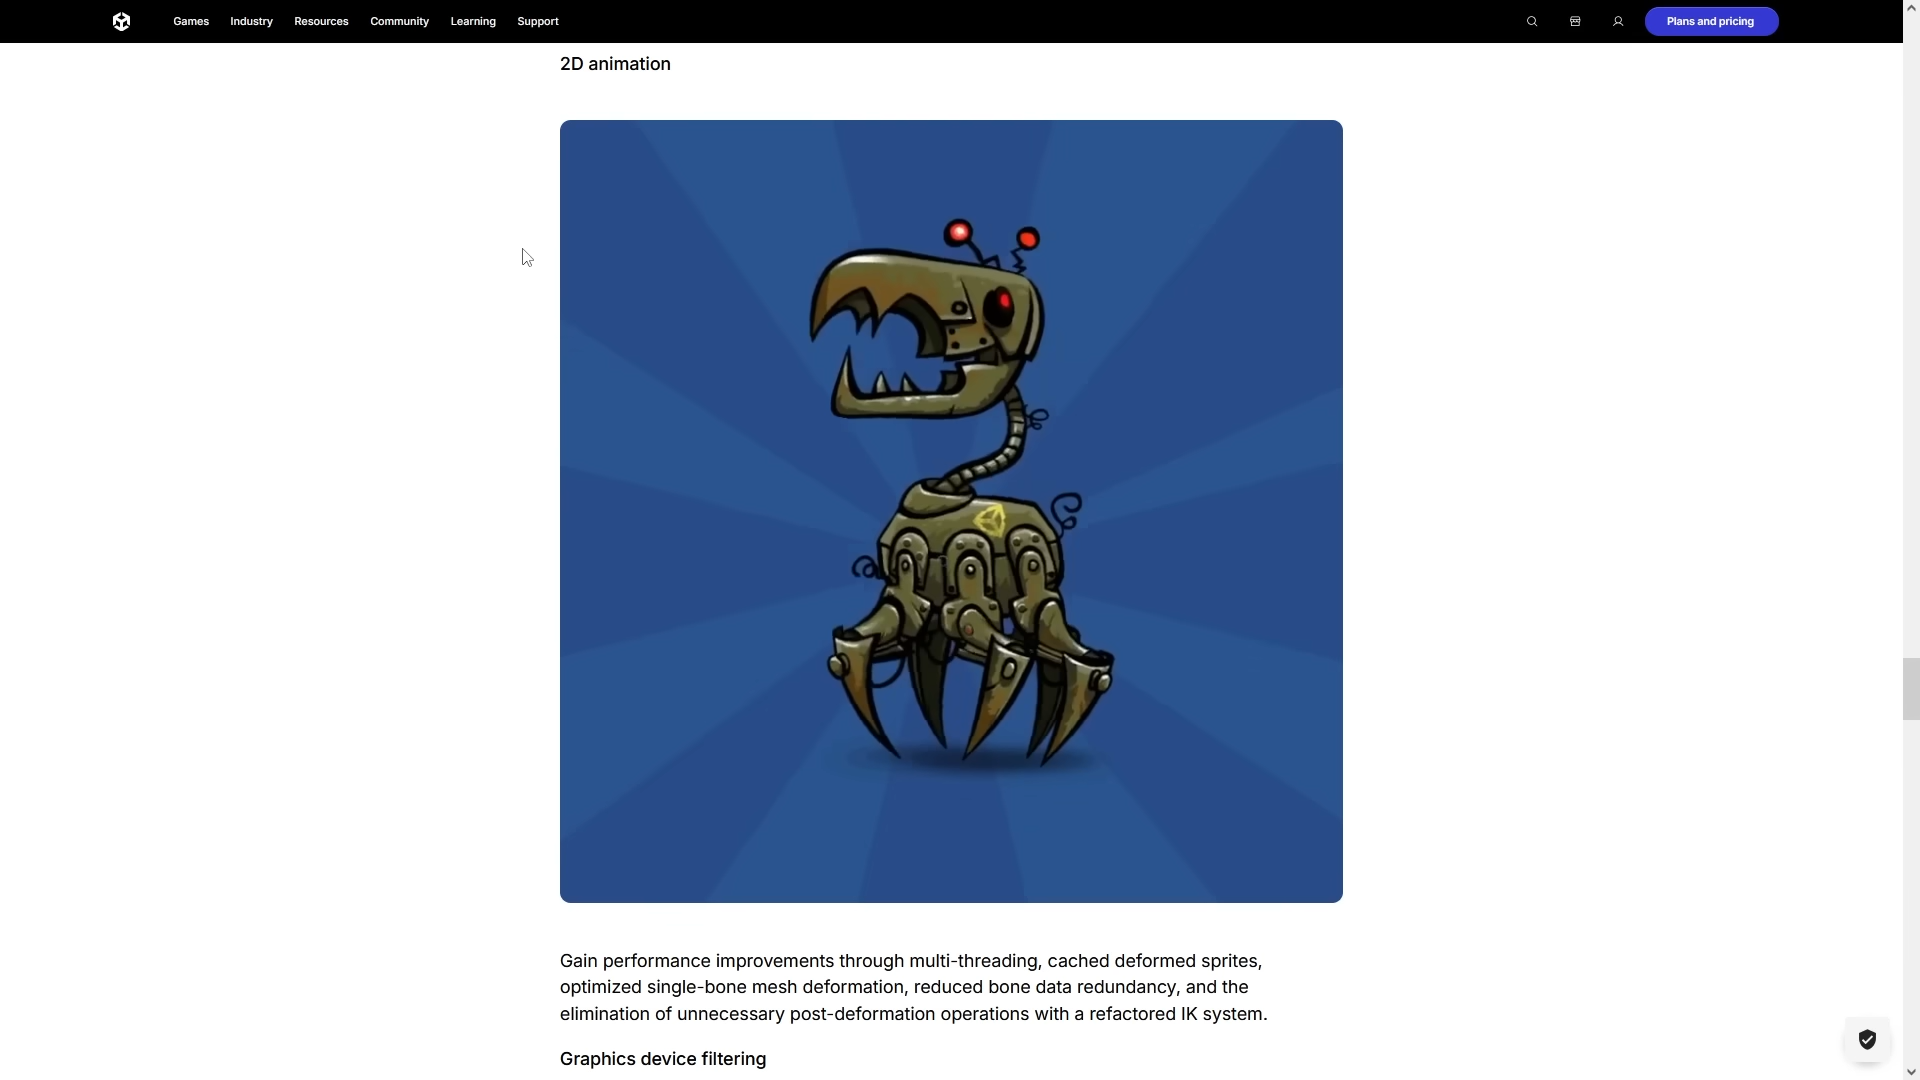 Games Industry Resources Community Learning Support Plans and pricing
2D animation
Gain performance improvements through multi-threading, cached deformed sprites,
optimized single-bone mesh deformation, reduced bone data redundancy, and the
elimination of unnecessary post-deformation operations with a refactored IK system.
Graphics device filtering